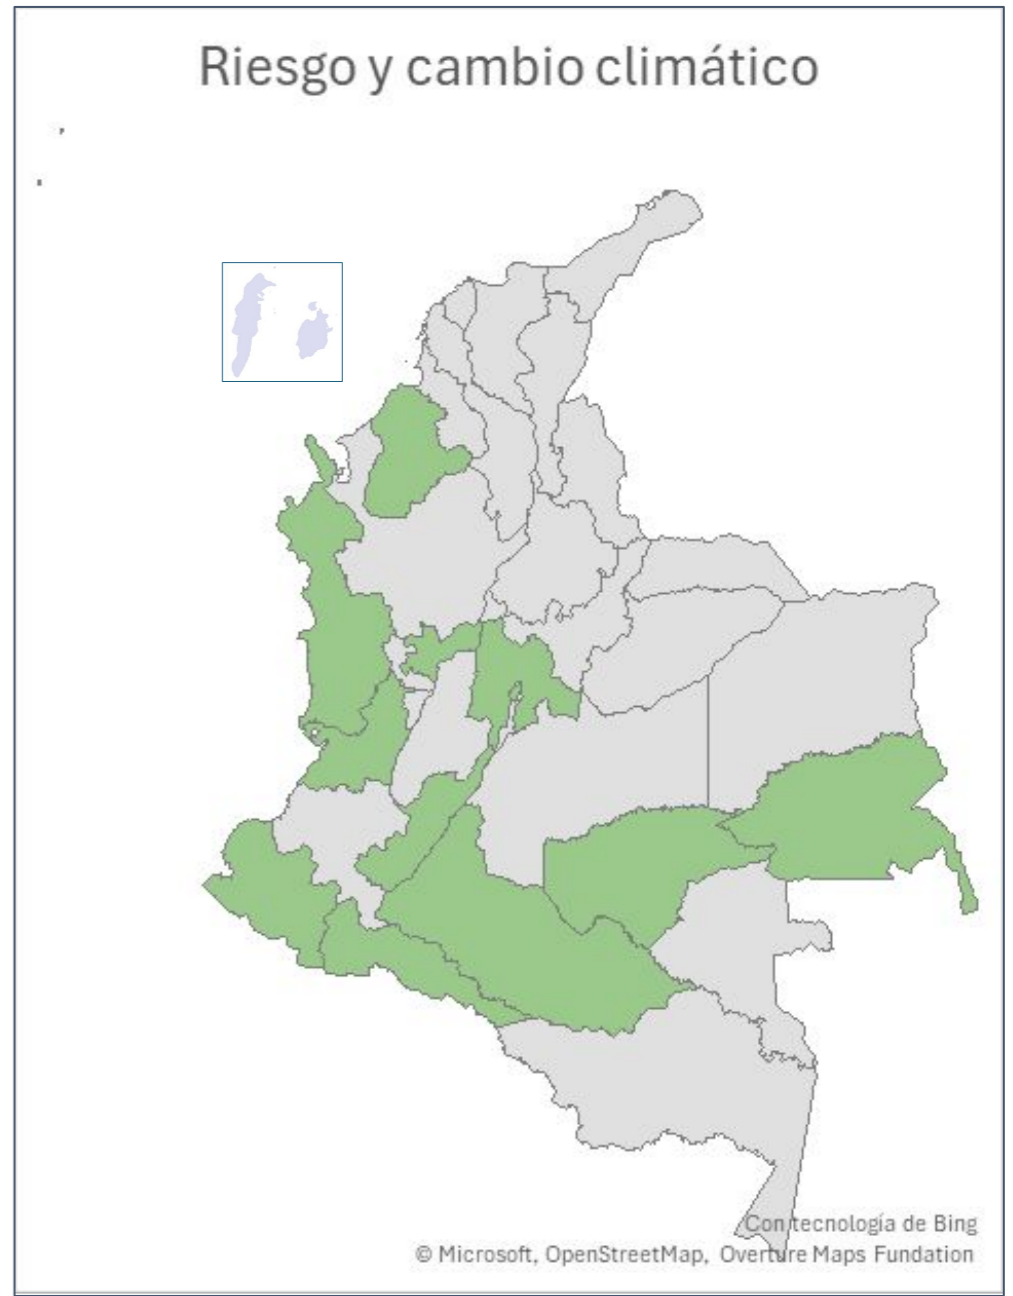 Riesgo y cambio climático
Con tecnología de Bing
© Microsoft, OpenStreetMap, Overture Maps Fundation